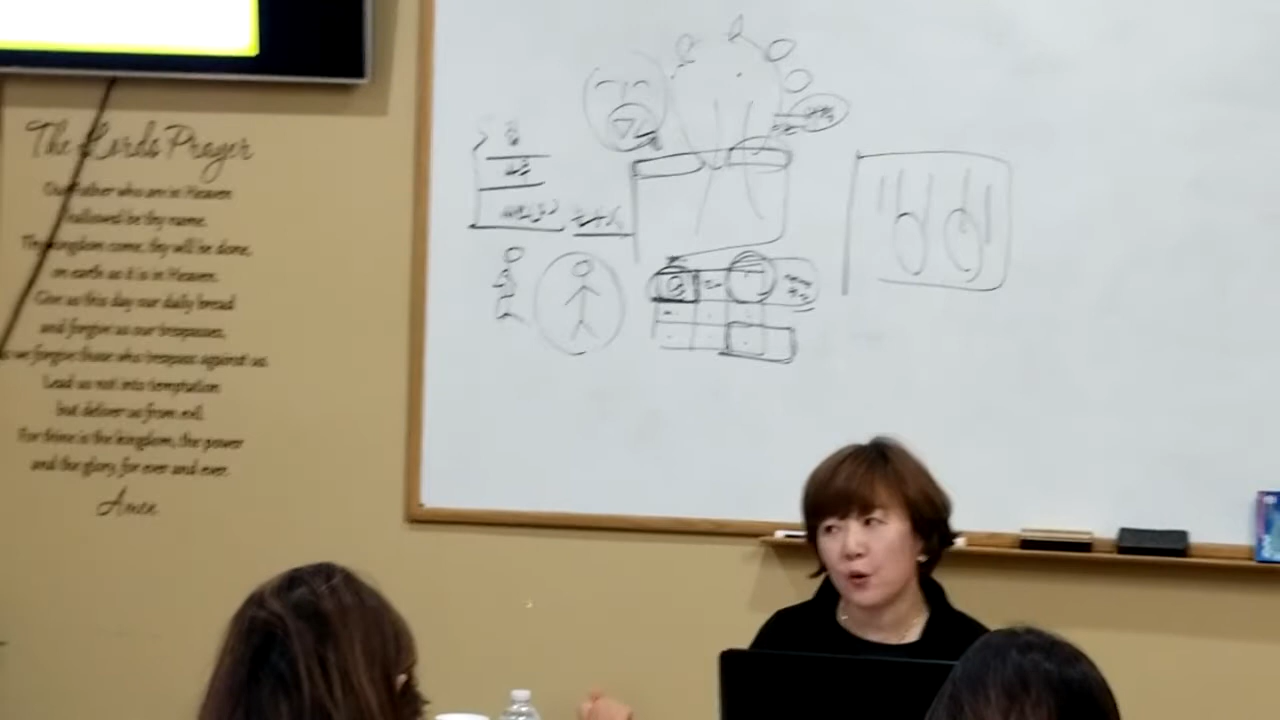 The Lords Prayer
Our Father who art in Heaven
hallowed be thy name.
Thy kingdom come, thy will be done,
on earth as it is in Heaven.
Give us this day our daily bread
and forgive us our trespasses,
as we forgive those who trespass against us.
Lead us not into temptation
but deliver us from evil.
For thine is the kingdom, the power
and the glory, for ever and ever.
Amen